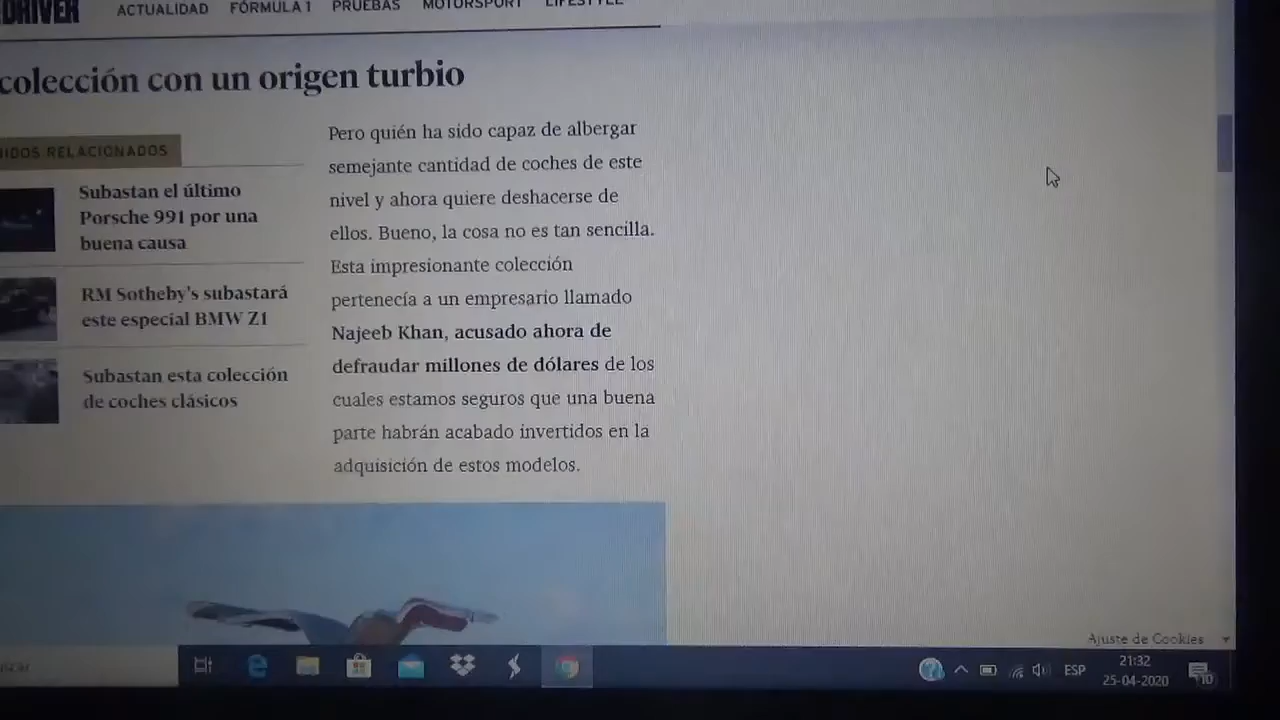 DRIVER
ACTUALIDAD FÓRMULA 1 PRUEBAS MOTORSPORT LIFESTYLE
colección con un origen turbio
IDOS RELACIONADOS
Subastan el último
Porsche 991 por una
buena causa
RM Sotheby's subastará
este especial BMW Z1
Subastan esta colección
de coches clásicos
Pero quién ha sido capaz de albergar
semejante cantidad de coches de este
nivel y ahora quiere deshacerse de
ellos. Bueno, la cosa no es tan sencilla.
Esta impresionante colección
pertenecía a un empresario llamado
Najeeb Khan, acusado ahora de
defraudar millones de dólares de los
cuales estamos seguros que una buena
parte habrán acabado invertidos en la
adquisición de estos modelos.
Ajuste de Cookies
ESP
21:32
25-04-2020
10